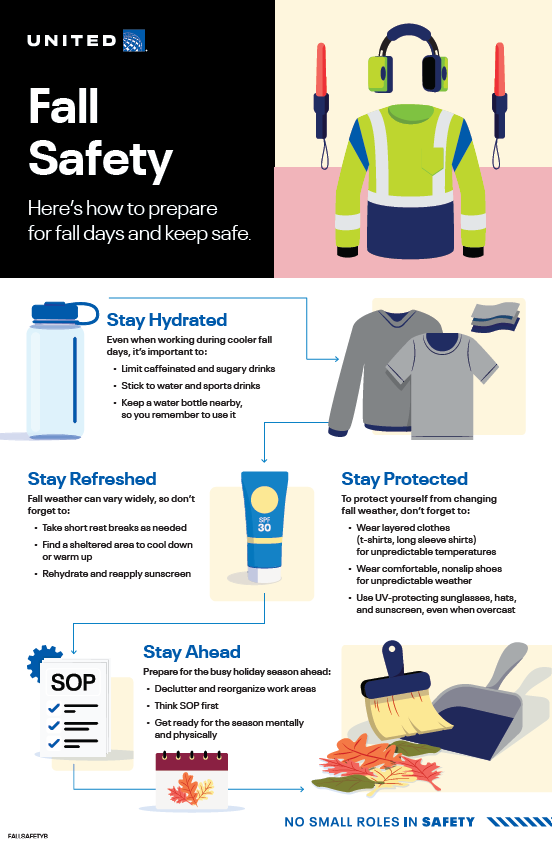 UNITED
Fall
Safety
Here's how to prepare
for fall days and keep safe.
Stay Hydrated
Even when working during cooler fall
days, it's important to:
• Limit caffeinated and sugary drinks
• Stick to water and sports drinks
• Keep a water bottle nearby,
so you remember to use it
Stay Refreshed
Fall weather can vary widely, so don't
forget to:
• Take short rest breaks as needed
• Find a sheltered area to cool down
or warm up
• Rehydrate and reapply sunscreen
SPF
30
Stay Protected
To protect yourself from changing
fall weather, don't forget to:
• Wear layered clothes
(t-shirts, long sleeve shirts)
for unpredictable temperatures
• Wear comfortable, nonslip shoes
for unpredictable weather
• Use UV-protecting sunglasses, hats,
and sunscreen, even when overcast
SOP
Stay Ahead
Prepare for the busy holiday season ahead:
• Declutter and reorganize work areas
• Think SOP first
• Get ready for the season mentally
and physically
NO SMALL ROLES IN SAFETY
FALLSAFETYB